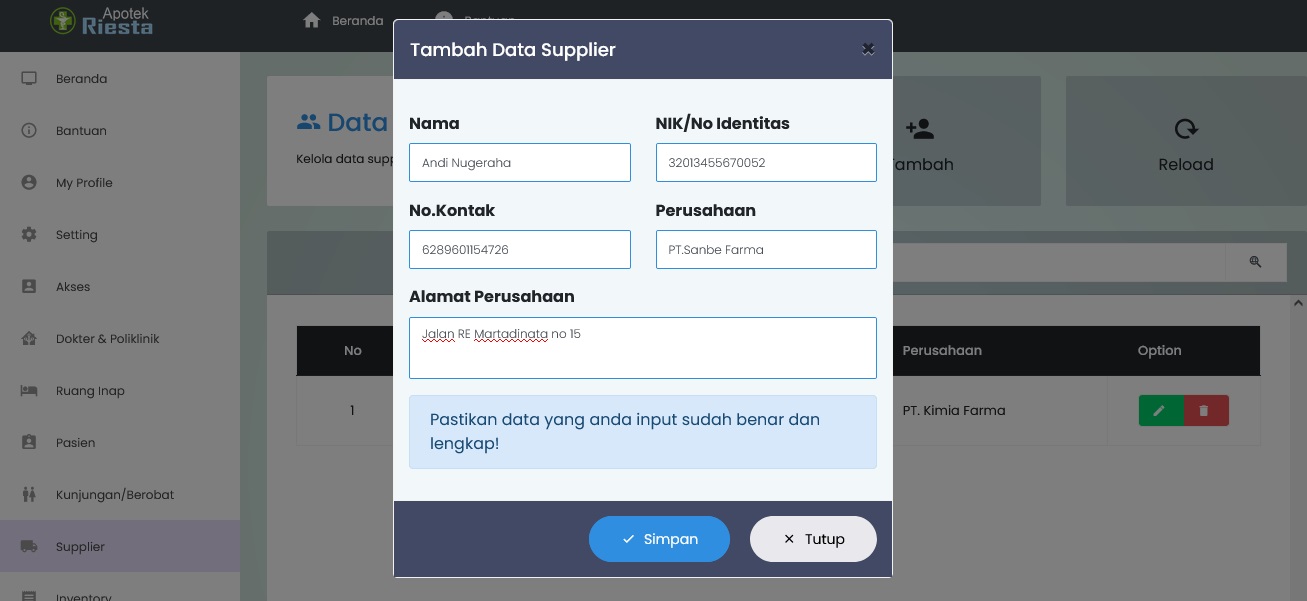 Apotek
Riesta
Beranda
Bantuan
Beranda
Bantuan
My Profile
Setting
Akses
Dokter & Poliklinik
Ruang Inap
Pasien
Kunjungan/Berobat
Supplier
Inventory
Data
Kelola data supp
Tambah
Reload
No
Perusahaan
Option
1
PT. Kimia Farma
Tambah Data Supplier
Nama
NIK/No Identitas
Andi Nugeraha
32013455670052
No.Kontak
Perusahaan
6289601154726
PT.Sanbe Farma
Alamat Perusahaan
Jalan RE Martadinata no 15
Pastikan data yang anda input sudah benar dan
lengkap!
Simpan
Tutup